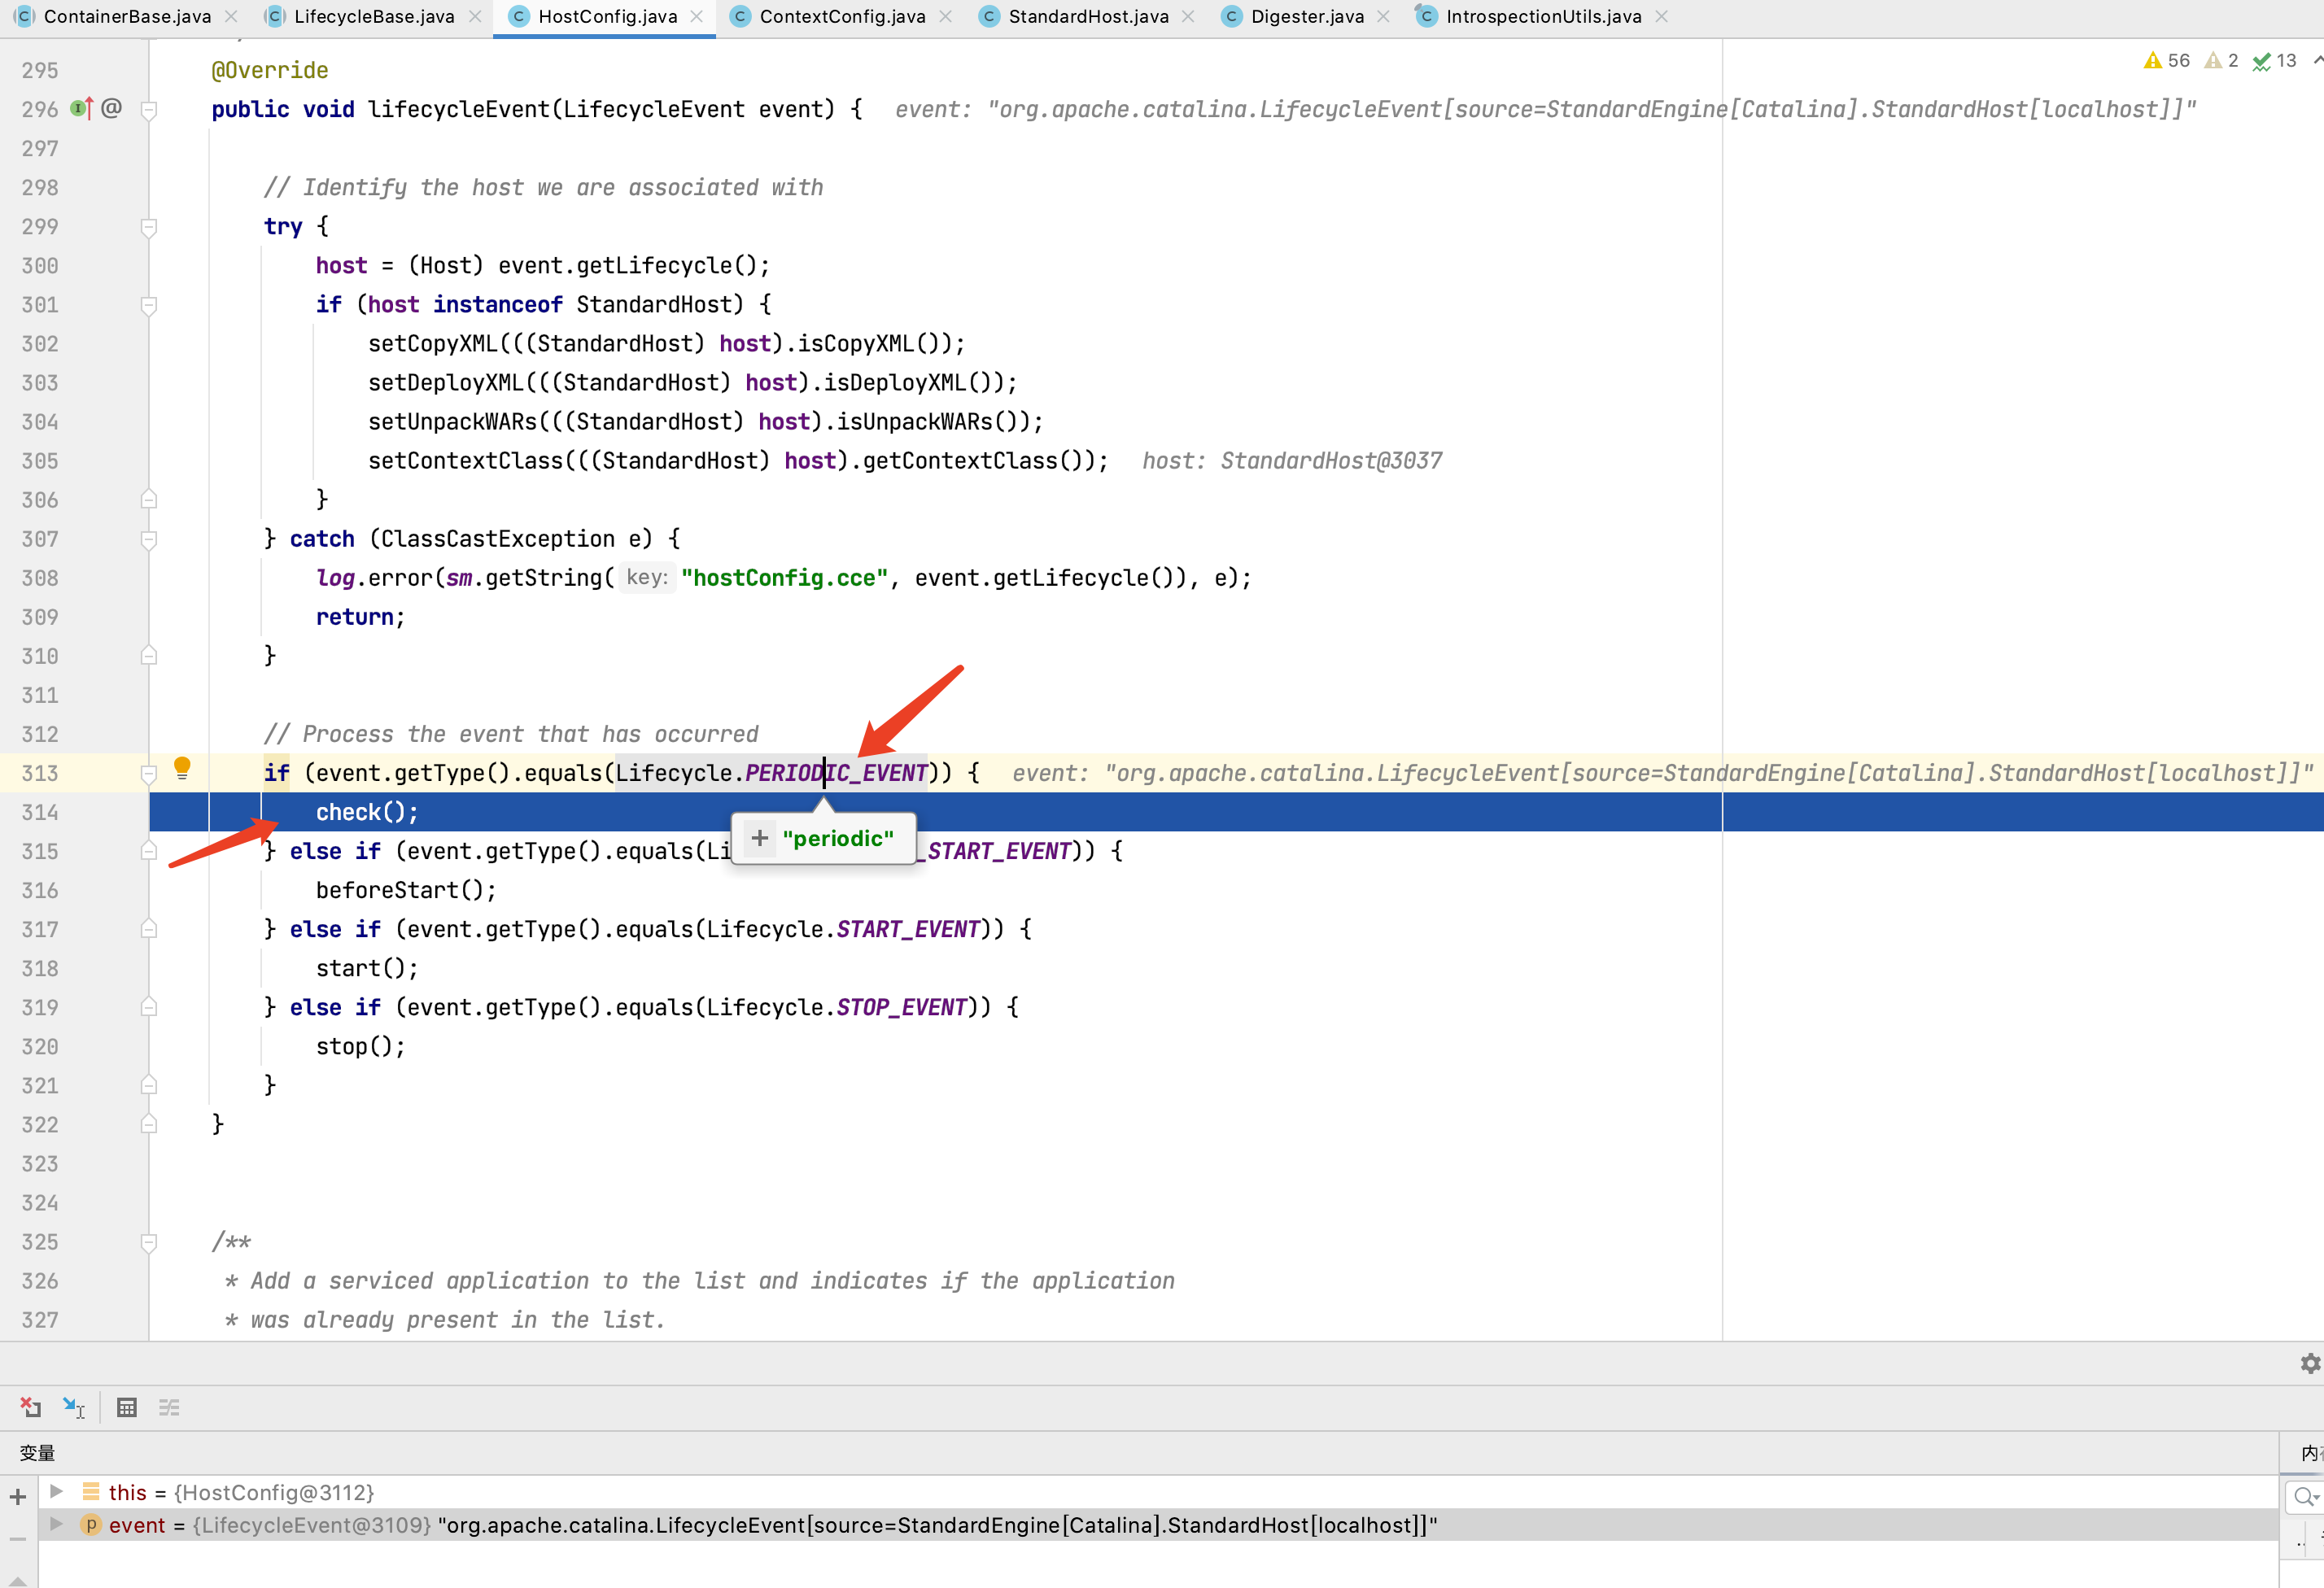 ContainerBase.java LifecycleBase.java HostConfig.java ContextConfig.java StandardHost.java Digester.java IntrospectionUtils.java
56 2 13
295 @Override
296 @ public void lifecycleEvent(LifecycleEvent event) { event: "org.apache.catalina.LifecycleEvent[source=StandardEngine[Catalina].StandardHost[localhost]]"
297
298 // Identify the host we are associated with
299 try {
300 host = (Host) event.getLifecycle();
301 if (host instanceof StandardHost) {
302 setCopyXML(((StandardHost) host).isCopyXML());
303 setDeployXML(((StandardHost) host).isDeployXML());
304 setUnpackWARs(((StandardHost) host).isUnpackWARs());
305 setContextClass(((StandardHost) host).getContextClass()); host: StandardHost@3037
306 }
307 } catch (ClassCastException e) {
308 log.error(sm.getString( key: "hostConfig.cce", event.getLifecycle()), e);
309 return;
310 }
311
312 // Process the event that has occurred
313 if (event.getType().equals(Lifecycle.PERIODIC_EVENT)) { event: "org.apache.catalina.LifecycleEvent[source=StandardEngine[Catalina].StandardHost[localhost]]"
314 check();
+ "periodic"
315 } else if (event.getType().equals(Li _START_EVENT)) {
316 beforeStart();
317 } else if (event.getType().equals(Lifecycle.START_EVENT)) {
318 start();
319 } else if (event.getType().equals(Lifecycle.STOP_EVENT)) {
320 stop();
321 }
322 }
323
324
325 /**
326 * Add a serviced application to the list and indicates if the application
327 * was already present in the list.
变量 内
this = {HostConfig@3112}
event = {LifecycleEvent@3109} "org.apache.catalina.LifecycleEvent[source=StandardEngine[Catalina].StandardHost[localhost]]"